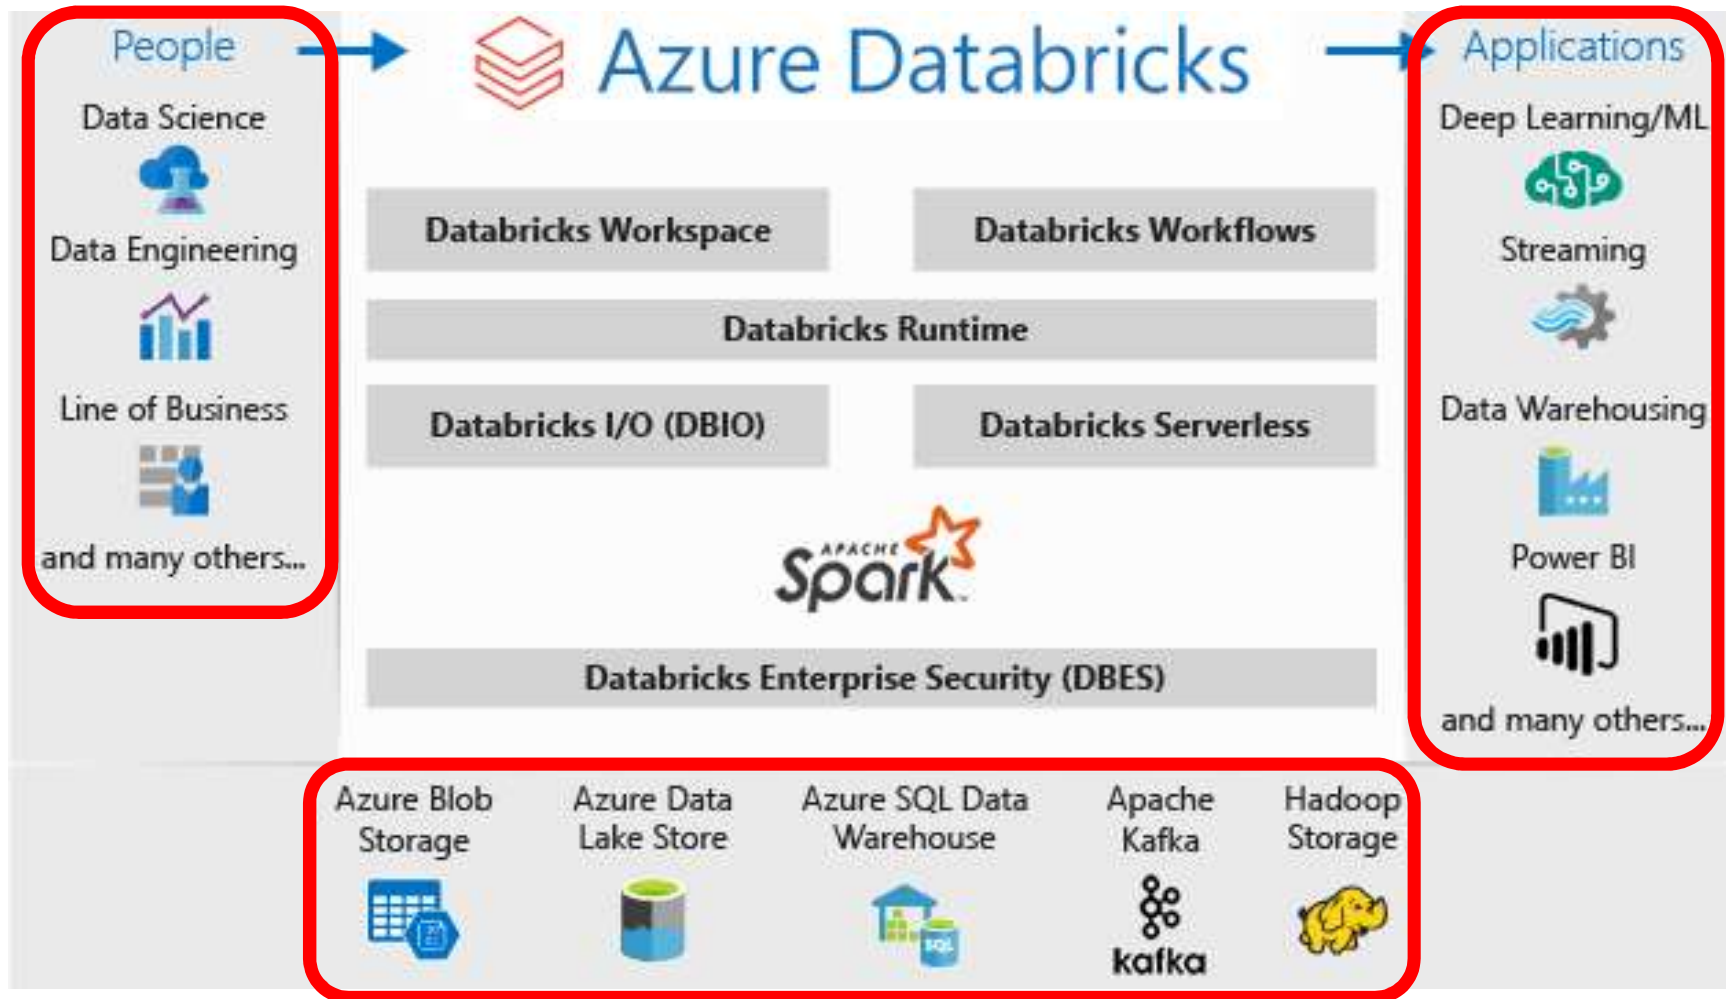 People
Azure Databricks
Applications
Data Science
Data Engineering
Line of Business
and many others...
Databricks Workspace
Databricks Workflows
Databricks Runtime
Databricks I/O (DBIO)
Databricks Serverless
APACHE
Spark™
Databricks Enterprise Security (DBES)
Deep Learning/ML
Streaming
Data Warehousing
Power BI
and many others...
Azure Blob
Storage
Azure Data
Lake Store
Azure SQL Data
Warehouse
SQL
Apache
Kafka
kafka
Hadoop
Storage